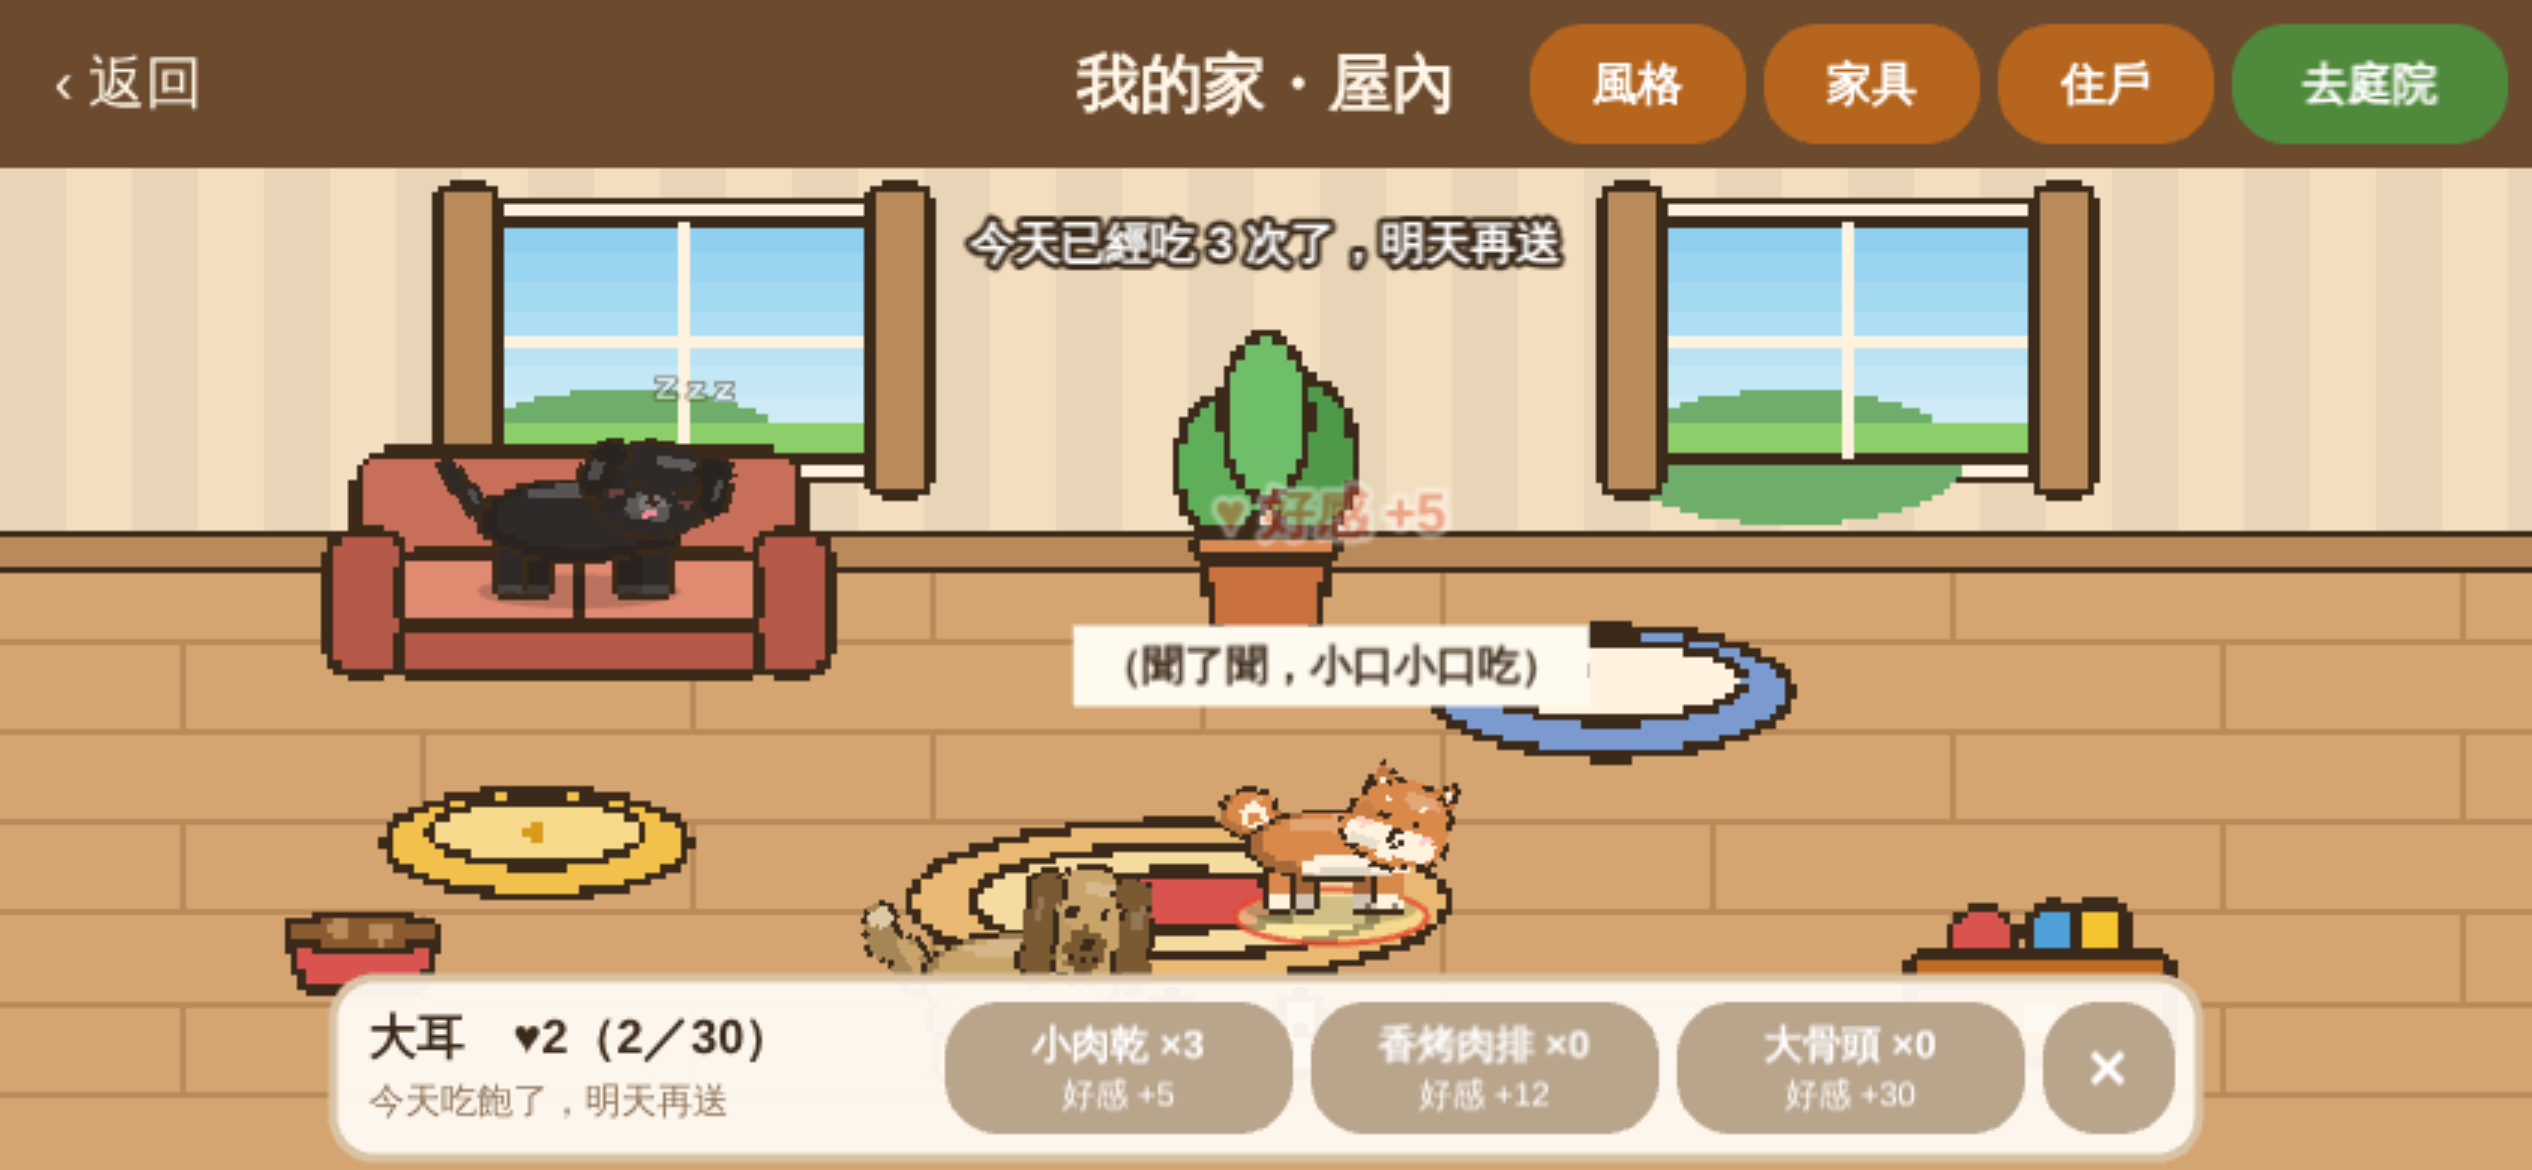 ‹ 返回
我的家・屋內
風格
家具
住戶
去庭院
今天已經吃 3 次了，明天再送
Zzz
♥ 好感 +5
（聞了聞，小口小口吃）
大耳 ♥2（2／30）
今天吃飽了，明天再送
小肉乾 ×3
好感 +5
香烤肉排 ×0
好感 +12
大骨頭 ×0
好感 +30
×